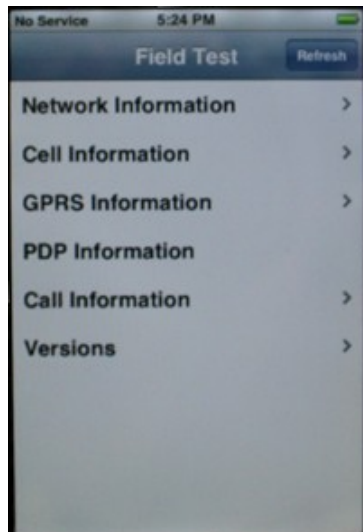 No Service 5:24 PM
Field Test Refresh
Network Information
Cell Information
GPRS Information
PDP Information
Call Information
Versions